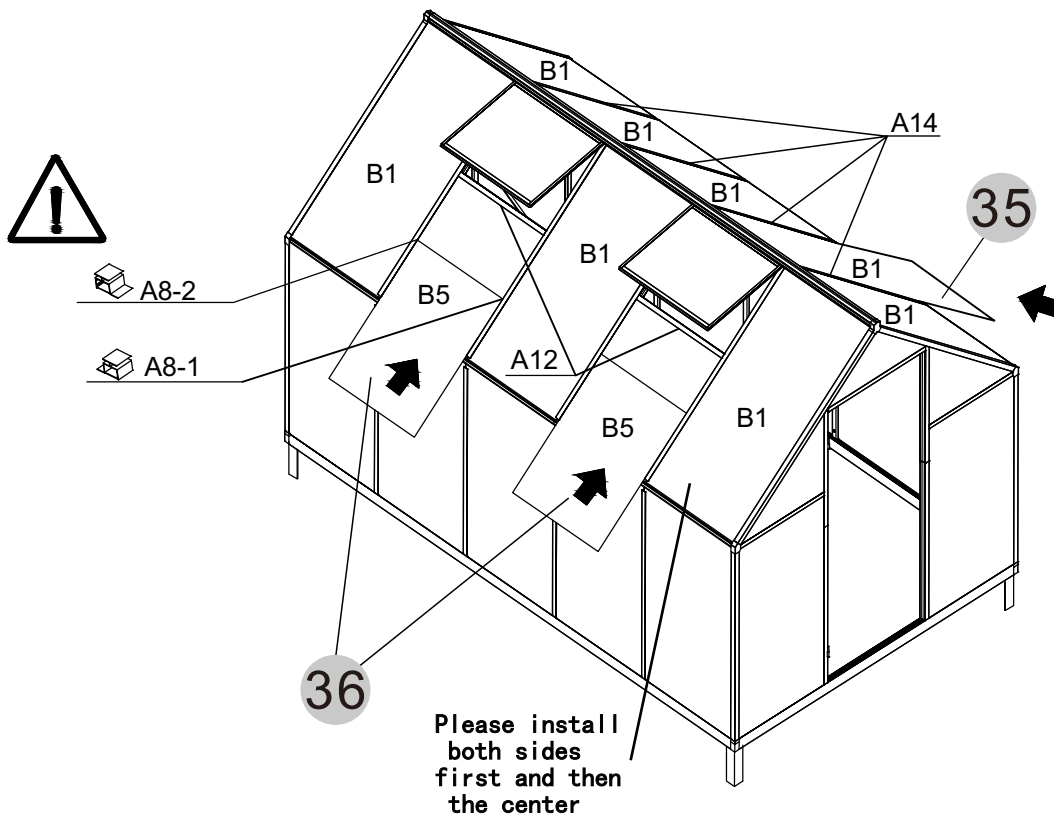 B1
B1
A14
B1
B1
35
B1
B1
A8-2
B5
B1
B1
A8-1
A12
B1
B5
36
Please install
both sides
first and then
the center